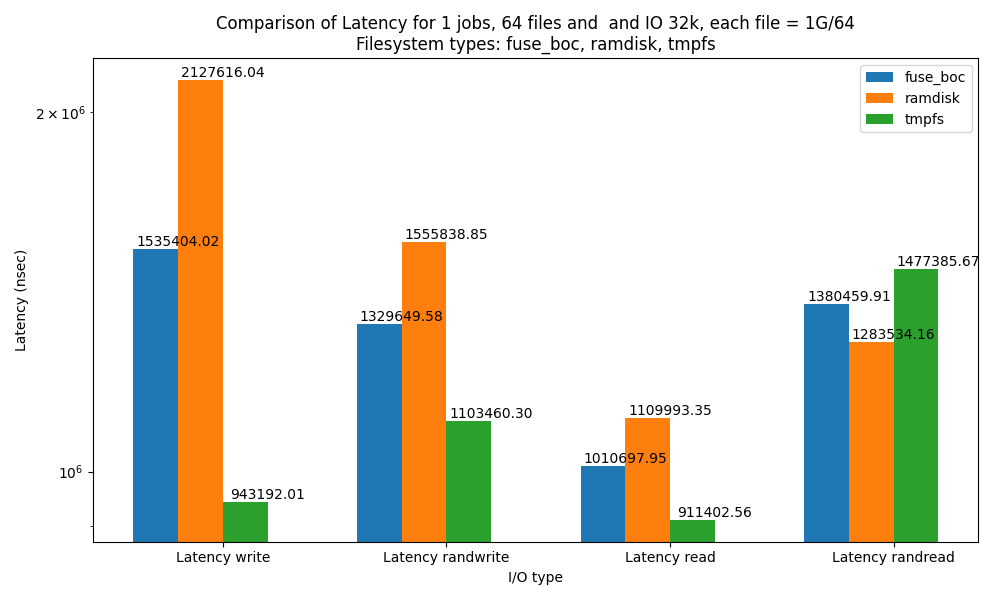 Comparison of Latency for 1 jobs, 64 files and  and IO 32k, each file = 1G/64
Filesystem types: fuse_boc, ramdisk, tmpfs
fuse_boc
ramdisk
tmpfs
Latency (nsec)
2 × 10⁶
10⁶
1535404.02
2127616.04
943192.01
1329649.58
1555838.85
1103460.30
1010697.95
1109993.35
911402.56
1380459.91
1283534.16
1477385.67
Latency write
Latency randwrite
Latency read
Latency randread
I/O type